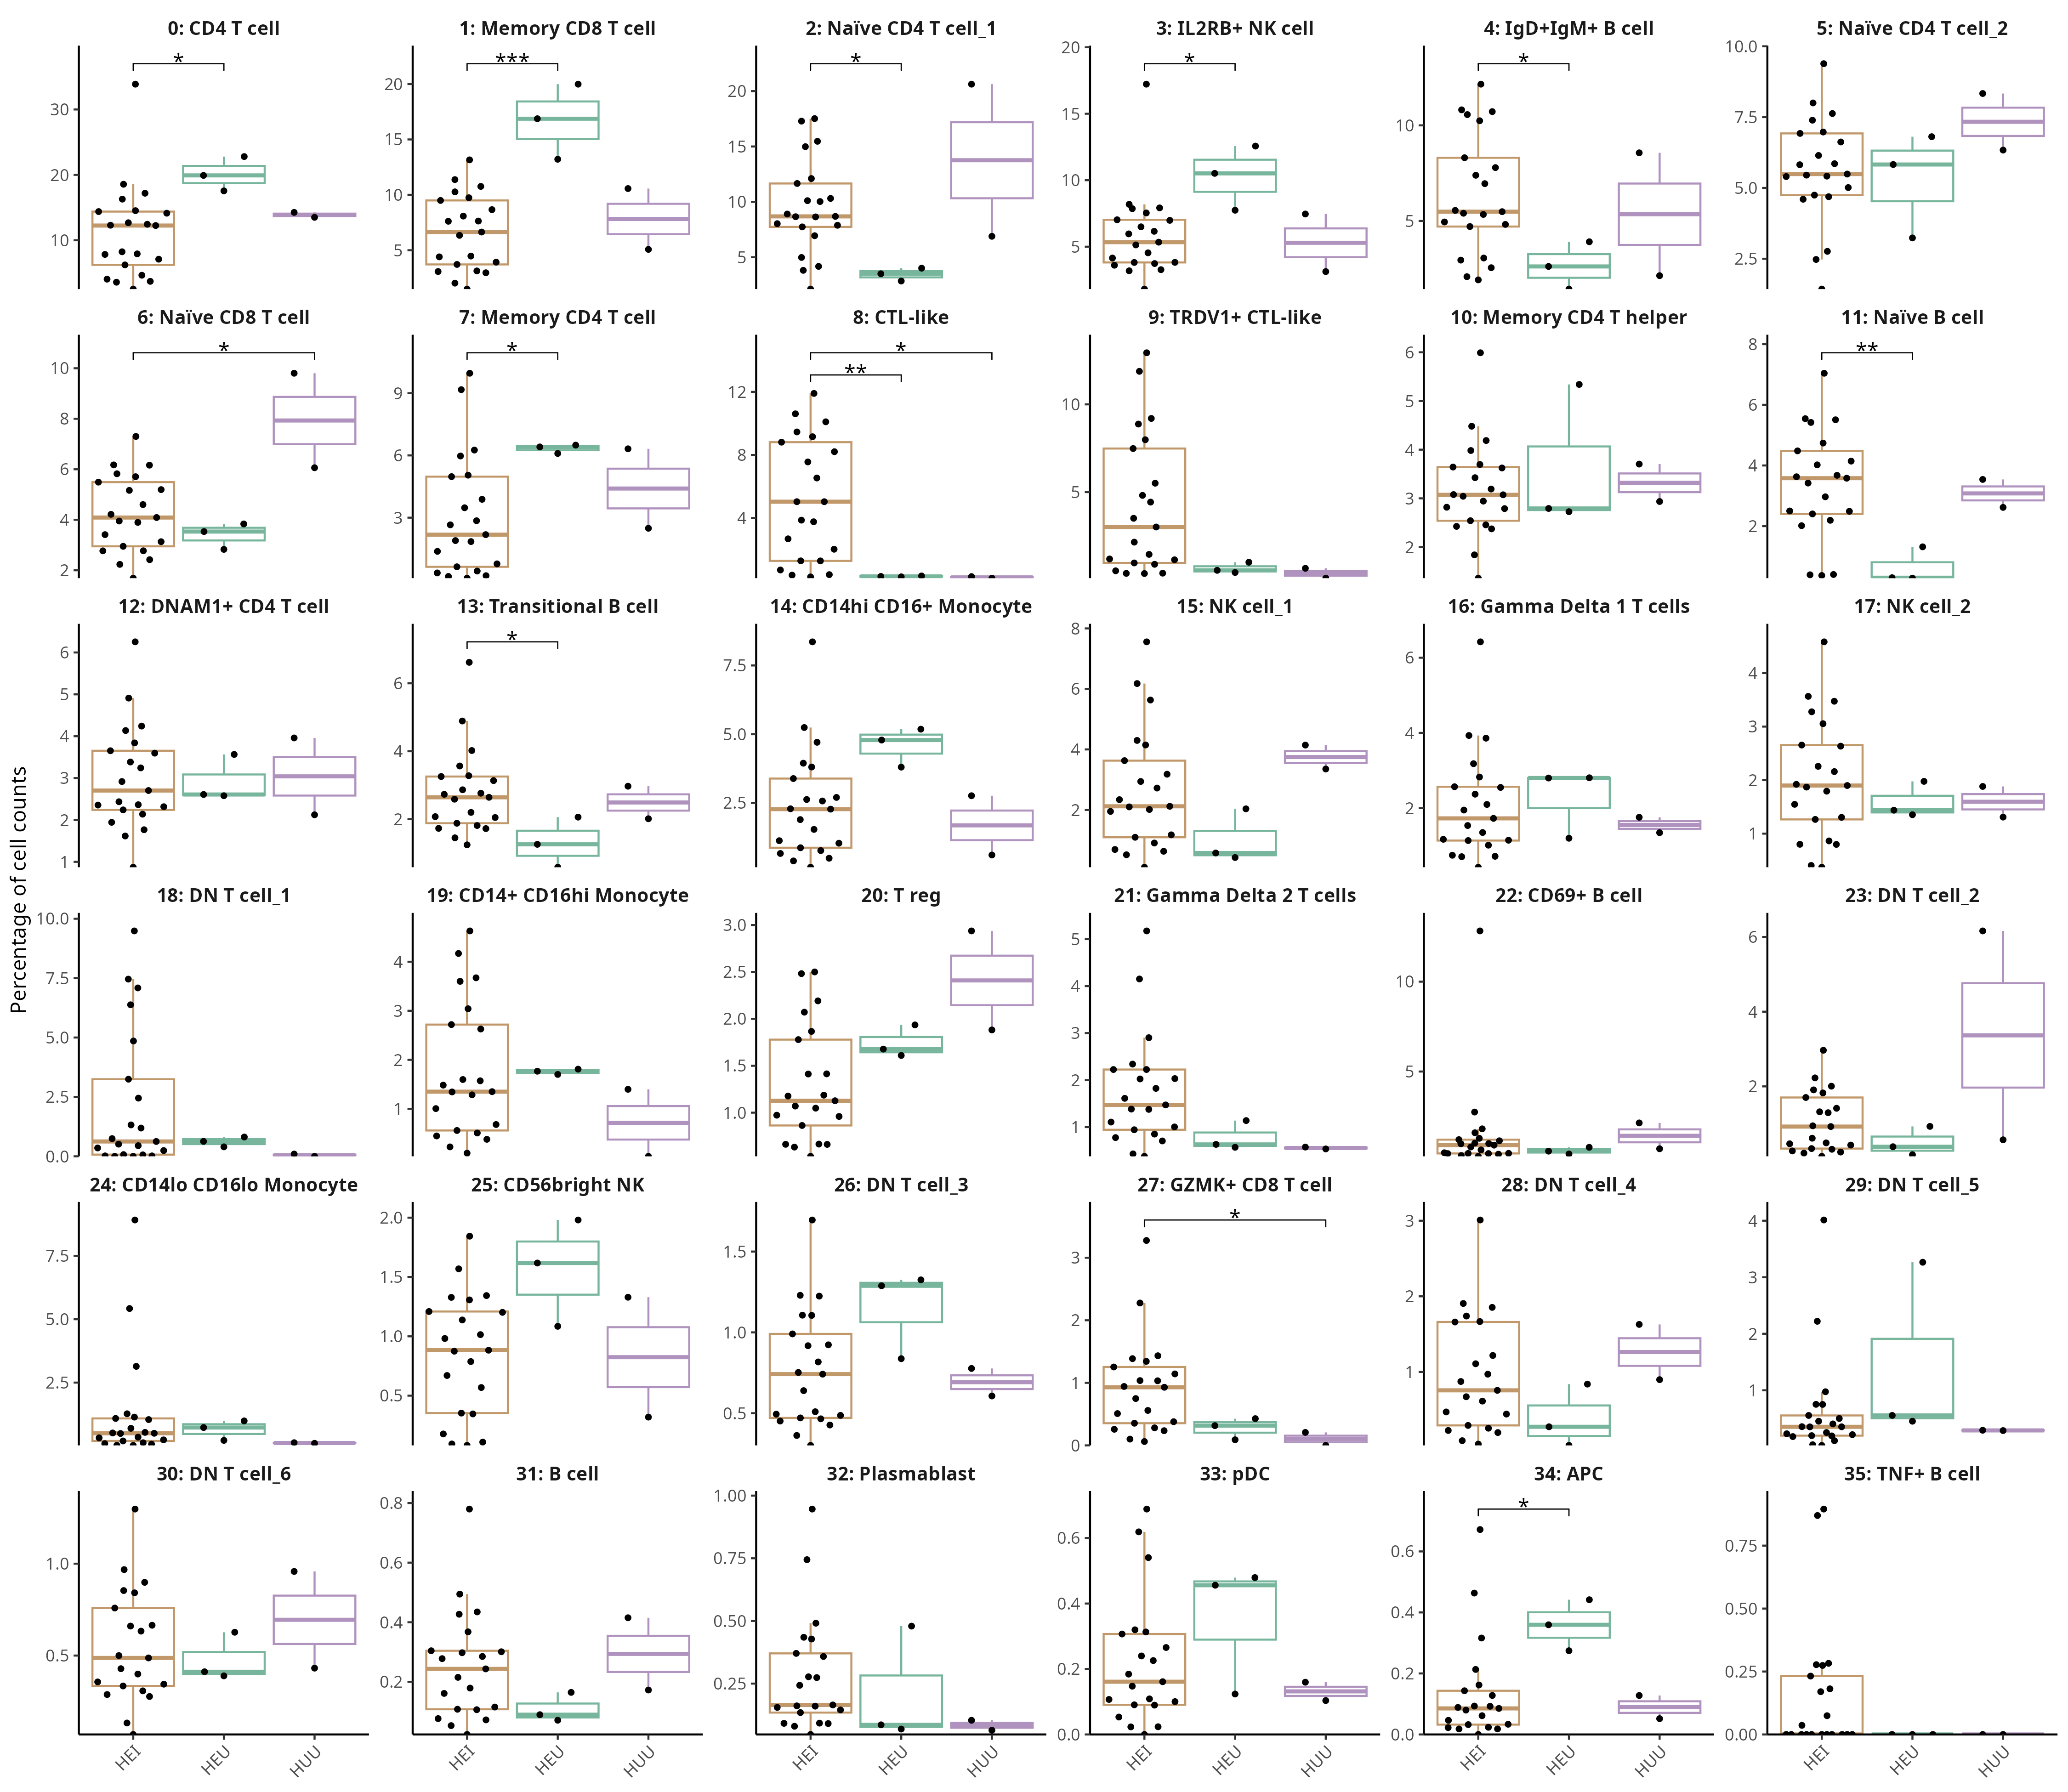 Percentage of cell counts
0: CD4 T cell
*
30
20
10
1: Memory CD8 T cell
***
20
15
10
5
2: Naïve CD4 T cell_1
*
20
15
10
5
3: IL2RB+ NK cell
*
20
15
10
5
4: IgD+IgM+ B cell
*
10
5
5: Naïve CD4 T cell_2
10.0
7.5
5.0
2.5
6: Naïve CD8 T cell
*
10
8
6
4
2
7: Memory CD4 T cell
*
9
6
3
8: CTL-like
*
**
12
8
4
9: TRDV1+ CTL-like
10
5
10: Memory CD4 T helper
6
5
4
3
2
11: Naïve B cell
**
8
6
4
2
12: DNAM1+ CD4 T cell
6
5
4
3
2
1
13: Transitional B cell
*
6
4
2
14: CD14hi CD16+ Monocyte
7.5
5.0
2.5
15: NK cell_1
8
6
4
2
16: Gamma Delta 1 T cells
6
4
2
17: NK cell_2
4
3
2
1
18: DN T cell_1
10.0
7.5
5.0
2.5
0.0
19: CD14+ CD16hi Monocyte
4
3
2
1
20: T reg
3.0
2.5
2.0
1.5
1.0
21: Gamma Delta 2 T cells
5
4
3
2
1
22: CD69+ B cell
10
5
23: DN T cell_2
6
4
2
24: CD14lo CD16lo Monocyte
7.5
5.0
2.5
25: CD56bright NK
2.0
1.5
1.0
0.5
26: DN T cell_3
1.5
1.0
0.5
27: GZMK+ CD8 T cell
*
3
2
1
0
28: DN T cell_4
3
2
1
29: DN T cell_5
4
3
2
1
30: DN T cell_6
1.0
0.5
HEI
HEU
HUU
31: B cell
0.8
0.6
0.4
0.2
HEI
HEU
HUU
32: Plasmablast
1.00
0.75
0.50
0.25
HEI
HEU
HUU
33: pDC
0.6
0.4
0.2
0.0
HEI
HEU
HUU
34: APC
*
0.6
0.4
0.2
0.0
HEI
HEU
HUU
35: TNF+ B cell
0.75
0.50
0.25
0.00
HEI
HEU
HUU